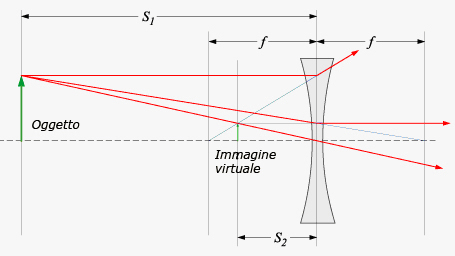 S1
f f
Oggetto
Immagine
virtuale
S2